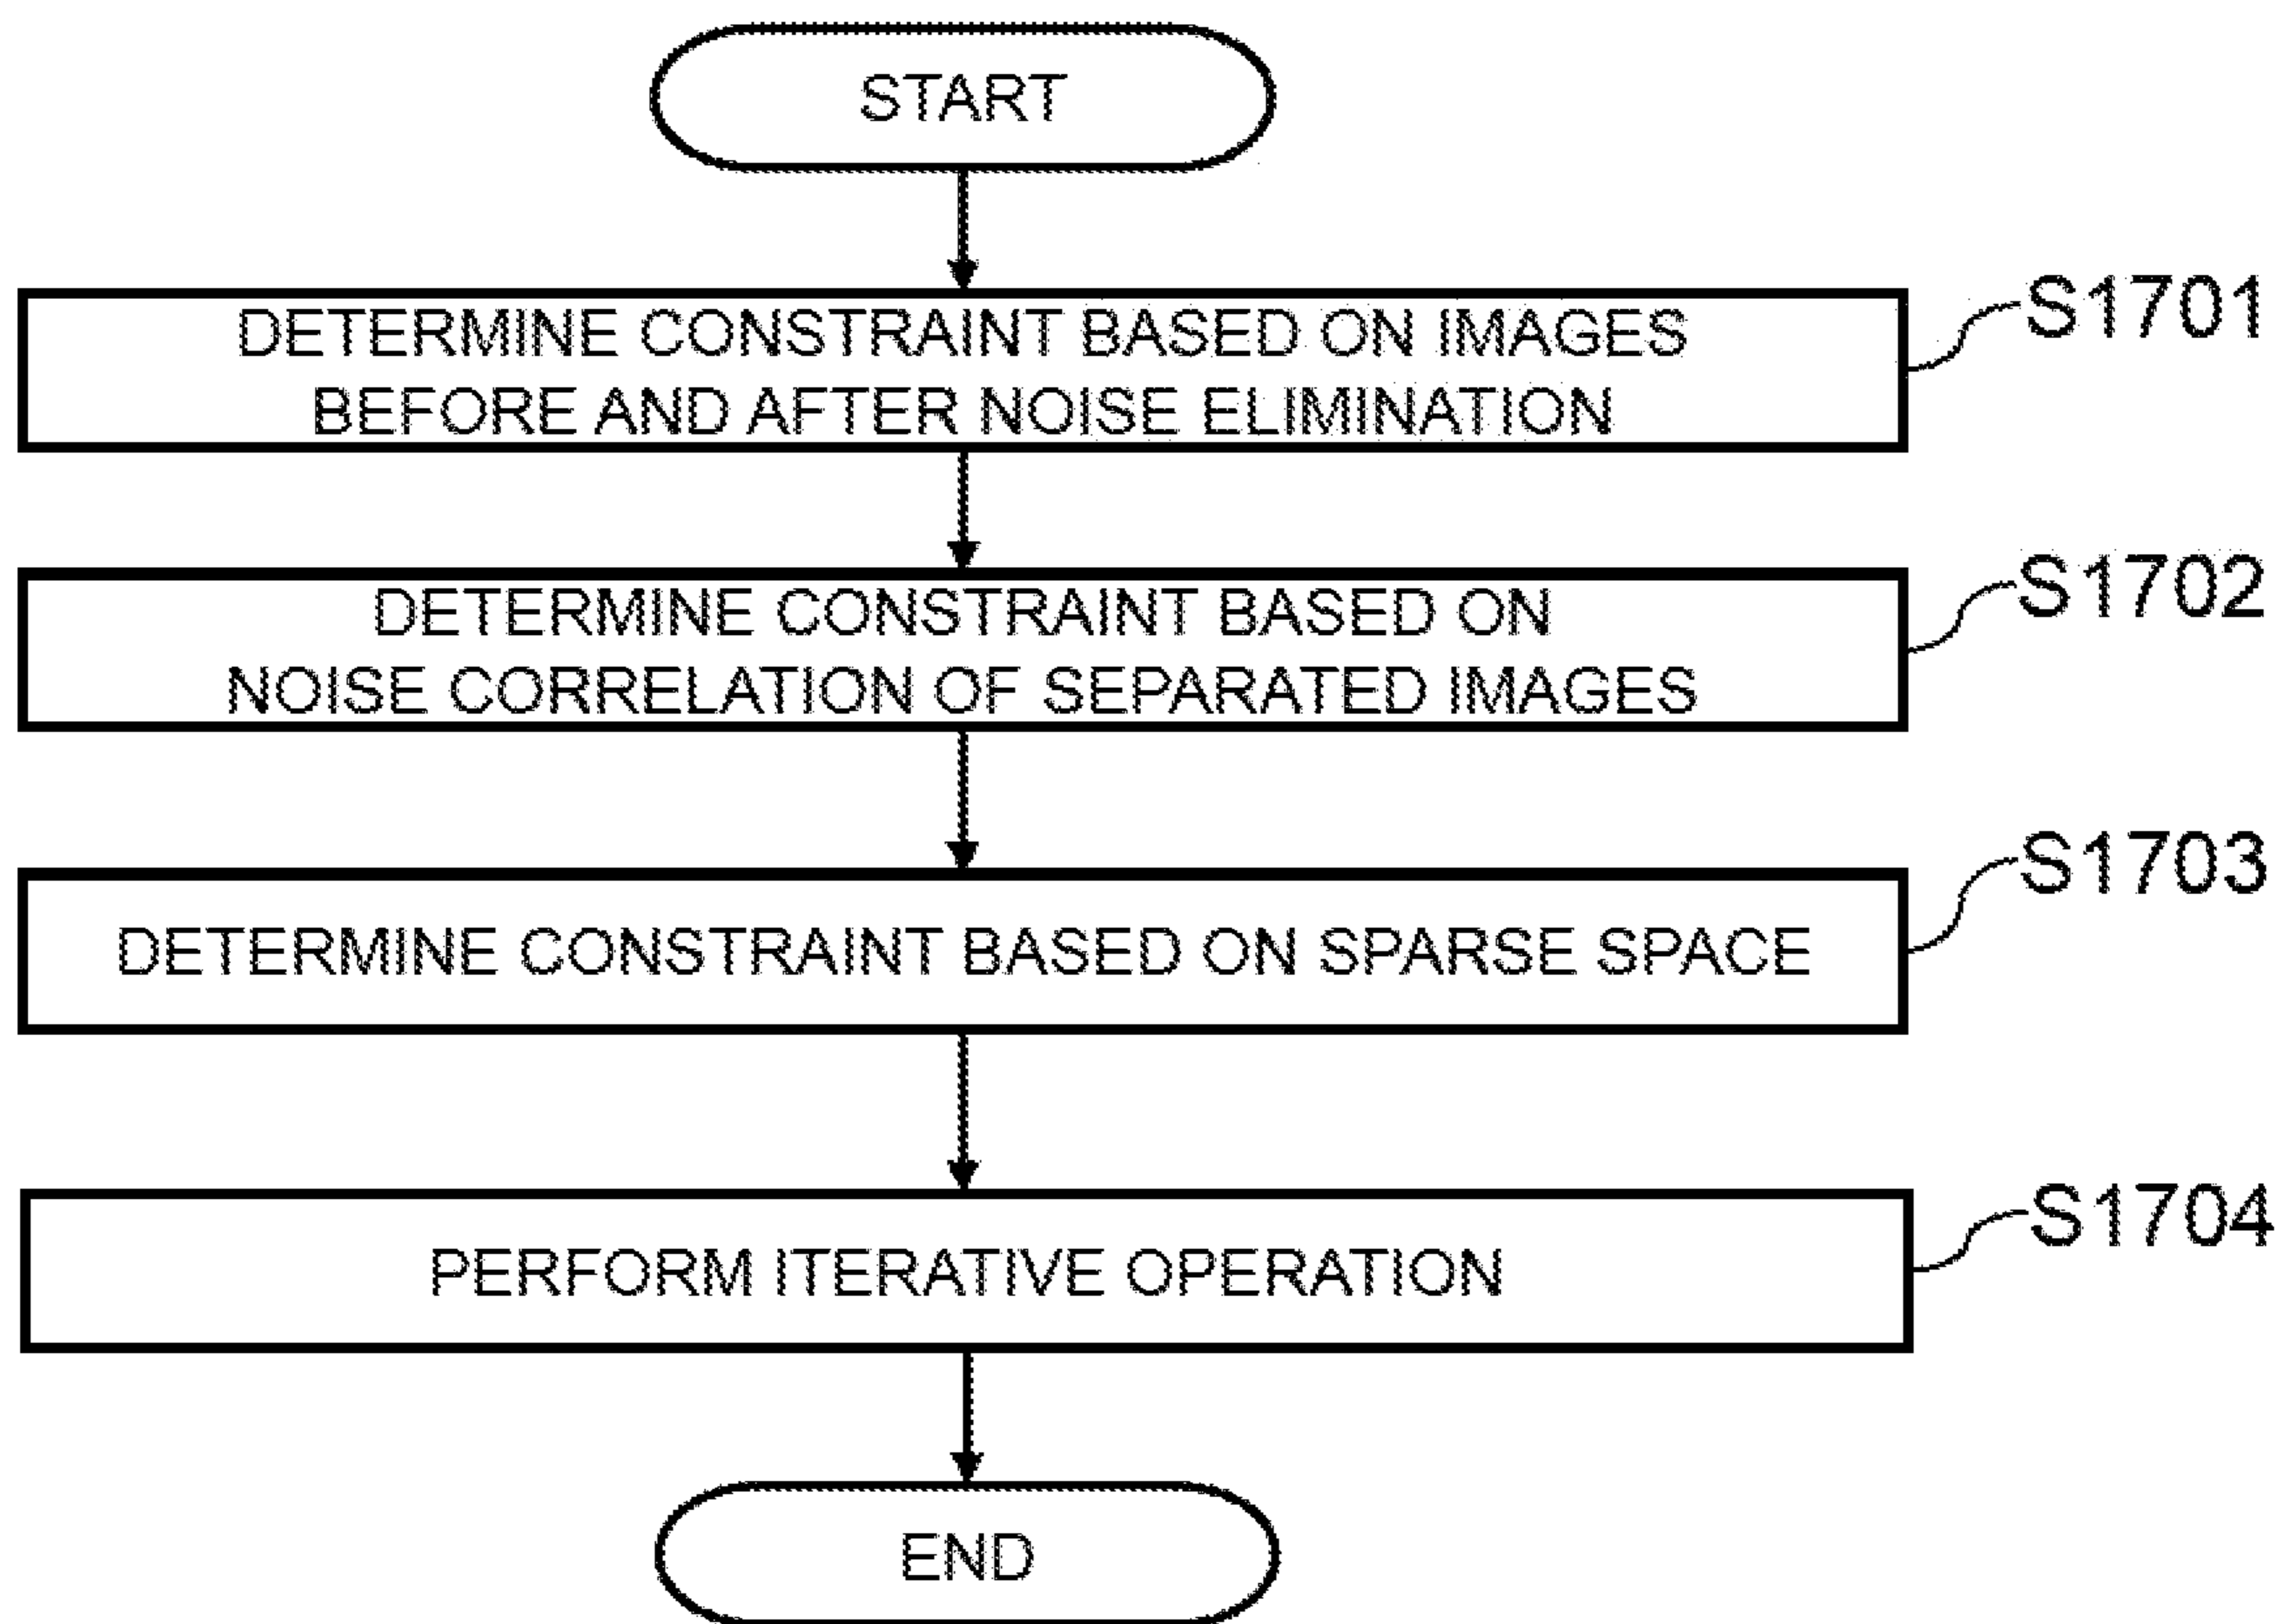 START
DETERMINE CONSTRAINT BASED ON IMAGES
BEFORE AND AFTER NOISE ELIMINATION
S1701
DETERMINE CONSTRAINT BASED ON
NOISE CORRELATION OF SEPARATED IMAGES
S1702
DETERMINE CONSTRAINT BASED ON SPARSE SPACE
S1703
PERFORM ITERATIVE OPERATION
S1704
END